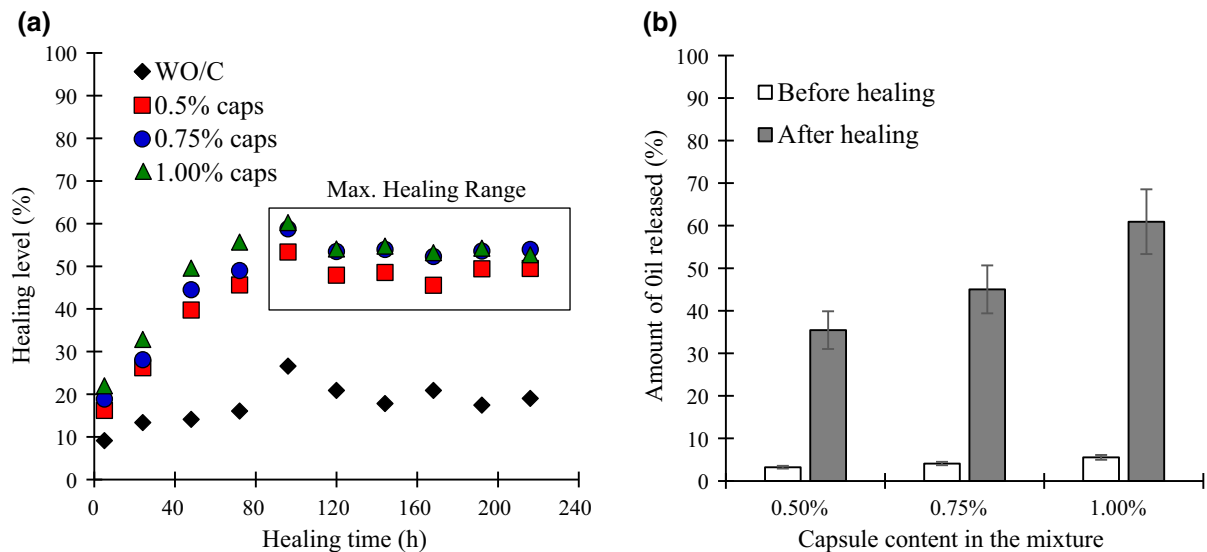 (a)
100
90
80
70
60
50
40
30
20
10
0
Healing level (%)
WO/C
0.5% caps
0.75% caps
1.00% caps
Max. Healing Range
0 40 80 120 160 200 240
Healing time (h)
(b)
100
90
80
70
60
50
40
30
20
10
0
Amount of 0il released (%)
Before healing
After healing
0.50% 0.75% 1.00%
Capsule content in the mixture